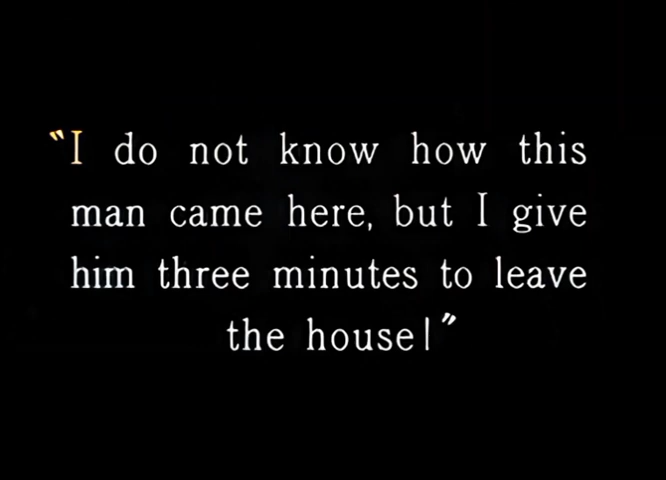 "I do not know how this
man came here, but I give
him three minutes to leave
the house!"